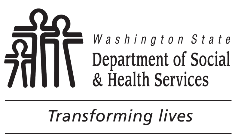 Washington State
Department of Social
& Health Services
Transforming lives